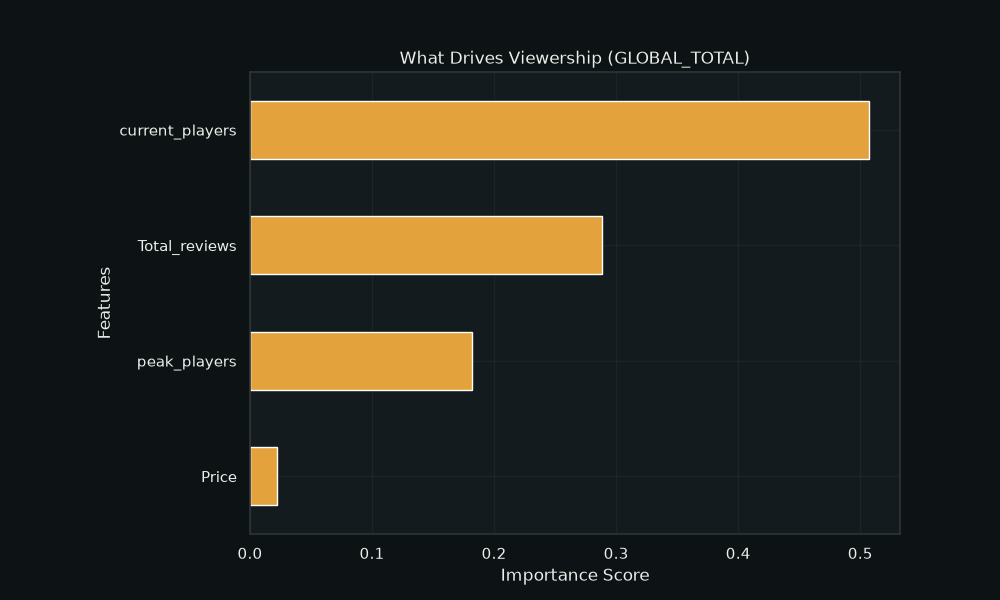 What Drives Viewership (GLOBAL_TOTAL)
current_players
Total_reviews
peak_players
Price
Features
0.0 0.1 0.2 0.3 0.4 0.5
Importance Score